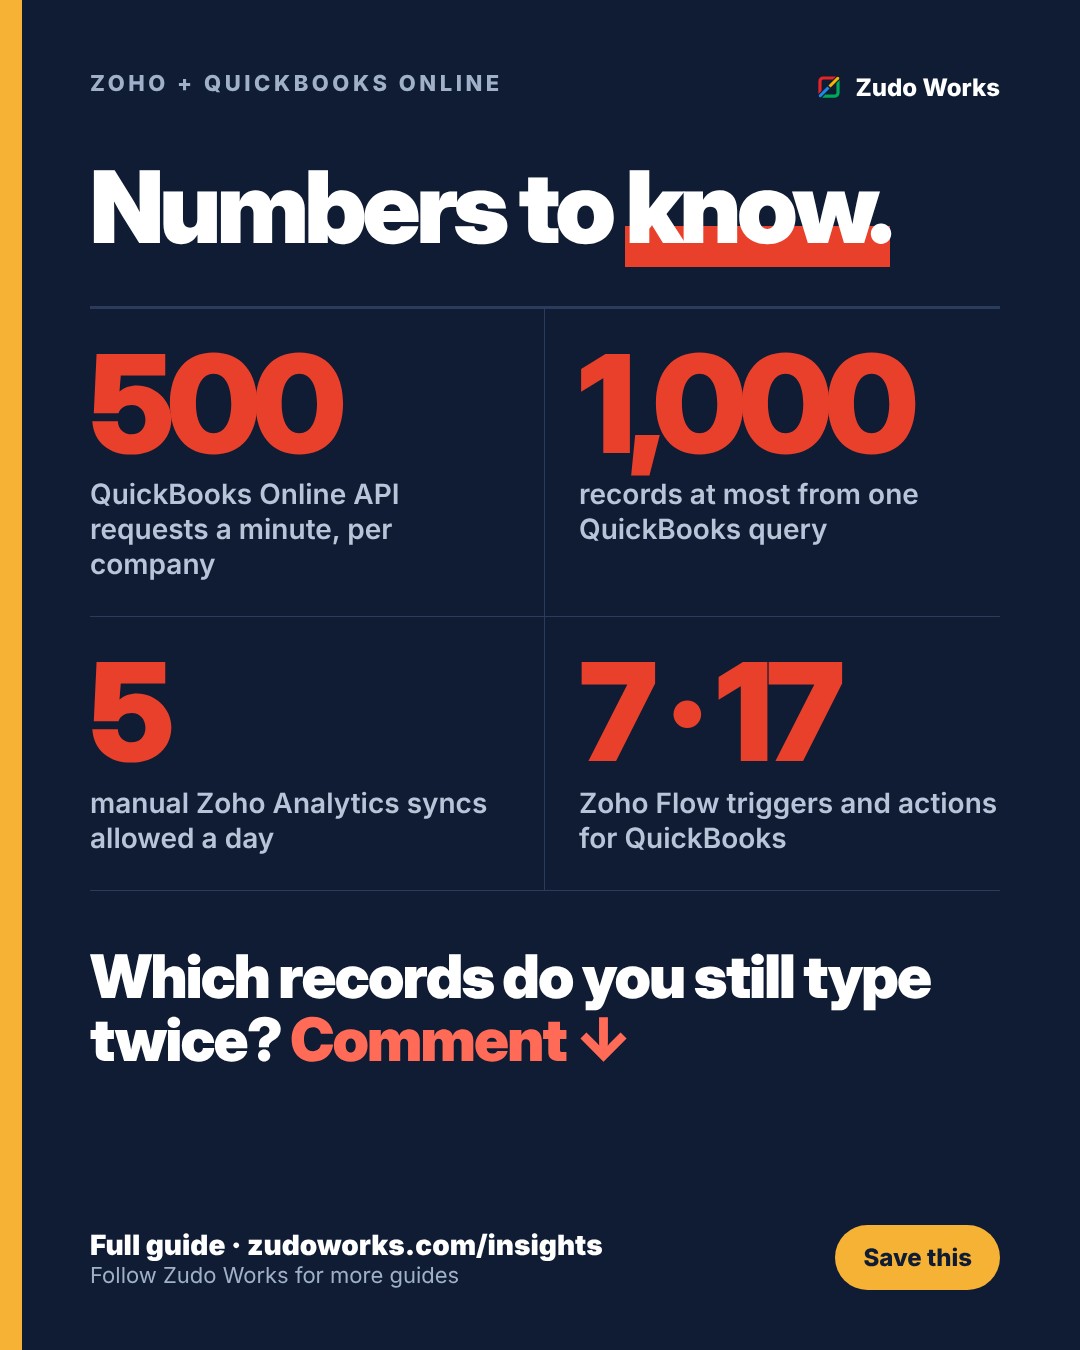 ZOHO + QUICKBOOKS ONLINE
Zudo Works
Numbers to know.
500
QuickBooks Online API
requests a minute, per
company
1,000
records at most from one
QuickBooks query
5
manual Zoho Analytics syncs
allowed a day
7·17
Zoho Flow triggers and actions
for QuickBooks
Which records do you still type
twice? Comment ↓
Full guide · zudoworks.com/insights
Follow Zudo Works for more guides
Save this